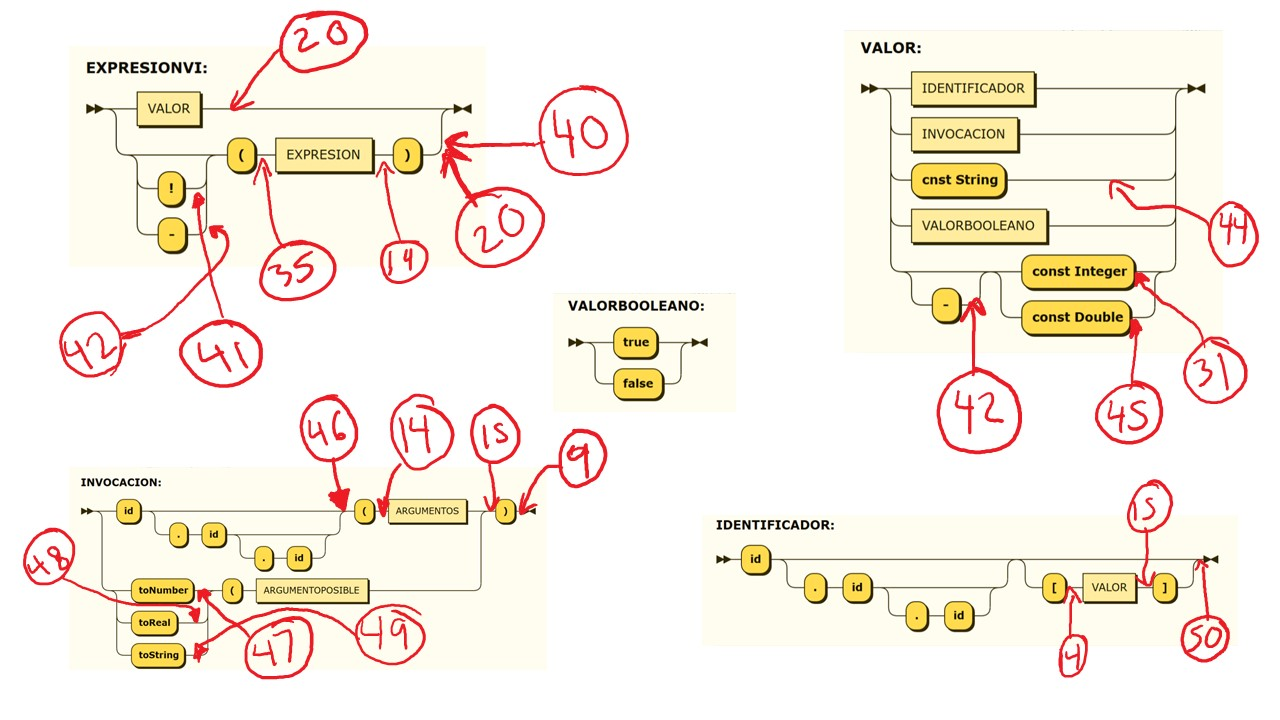 20
EXPRESIONVI:
VALOR
( EXPRESION )
!
-
40
20
35
14
42
41
VALOR:
IDENTIFICADOR
INVOCACION
cnst String
VALORBOOLEANO
const Integer
-
const Double
44
31
42
45
VALORBOOLEANO:
true
false
46
14
15
9
INVOCACION:
id ( ARGUMENTOS )
. id
. id
48
toNumber ( ARGUMENTOPOSIBLE
toReal
toString
47
49
IDENTIFICADOR:
15
id
. id [ VALOR ]
. id
4
50